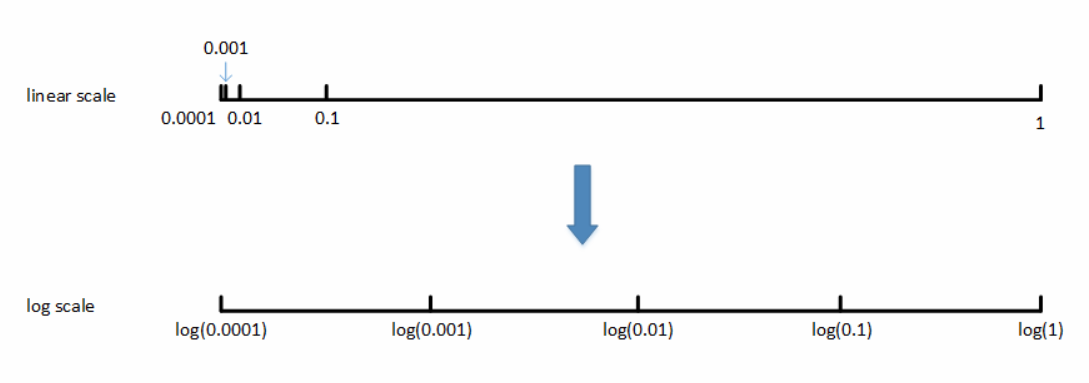 0.001
linear scale
0.0001 0.01 0.1 1
log scale
log(0.0001) log(0.001) log(0.01) log(0.1) log(1)